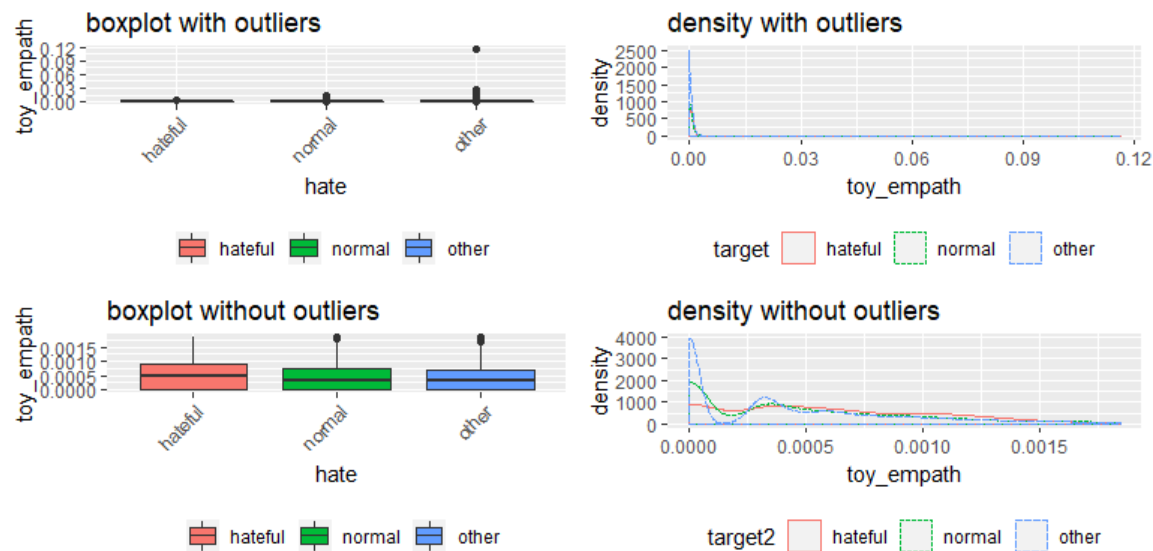 boxplot with outliers
toy_empath
0.12
0.09
0.06
0.03
0.00
hateful
normal
other
hate
hateful normal other
density with outliers
density
2500
2000
1500
1000
500
0
0.00 0.03 0.06 0.09 0.12
toy_empath
target hateful normal other
boxplot without outliers
toy_empath
0.0015
0.0010
0.0005
0.0000
hateful
normal
other
hate
hateful normal other
density without outliers
density
4000
3000
2000
1000
0
0.0000 0.0005 0.0010 0.0015
toy_empath
target2 hateful normal other